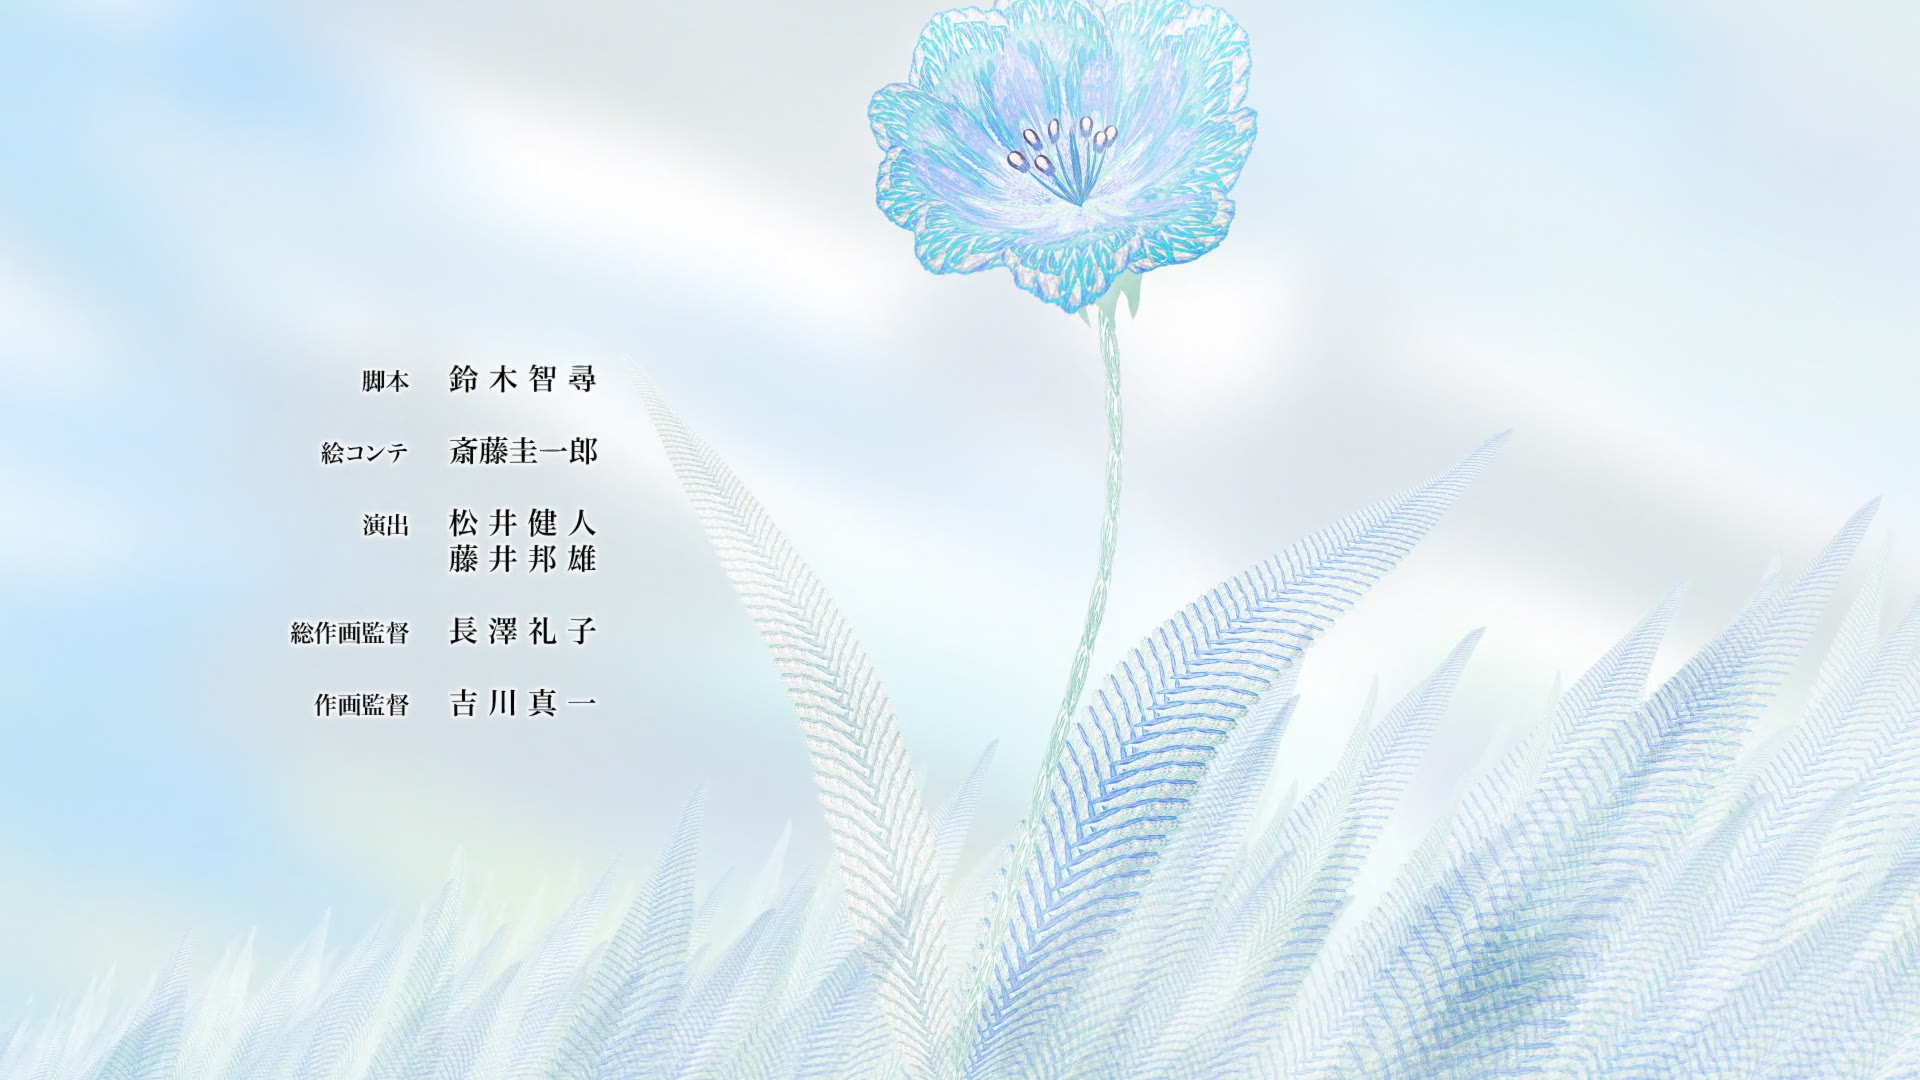 脚本 鈴木智尋
絵コンテ 斎藤圭一郎
演出 松井健人
藤井邦雄
総作画監督 長澤礼子
作画監督 吉川真一